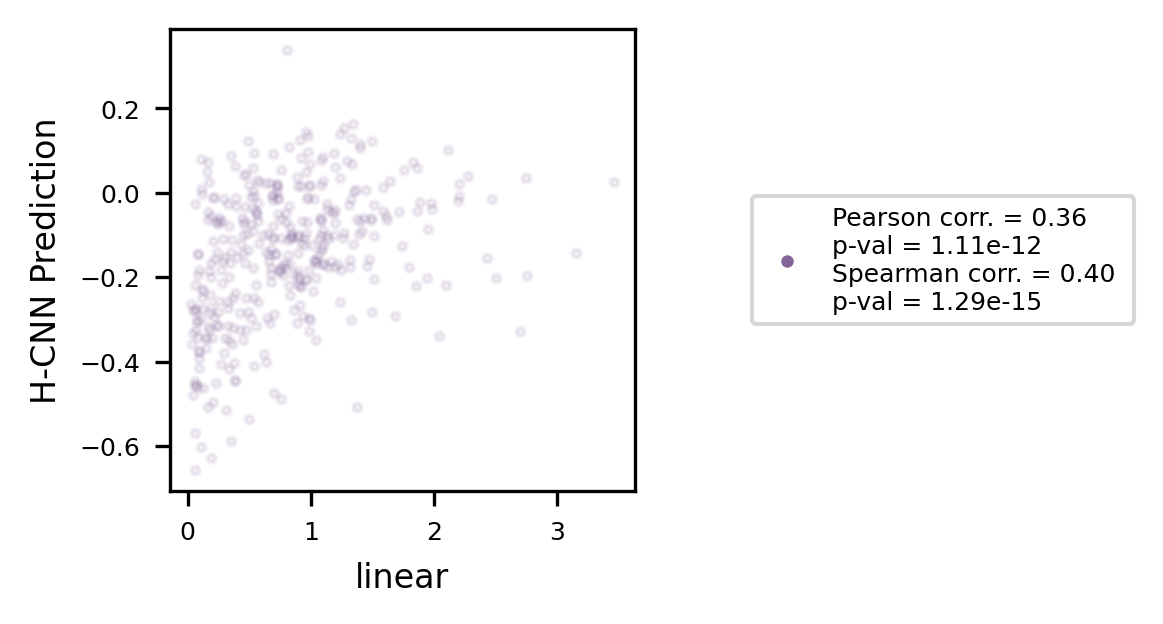 0.2
0.0
−0.2
−0.4
−0.6
H-CNN Prediction
0 1 2 3
linear
Pearson corr. = 0.36
p-val = 1.11e-12
Spearman corr. = 0.40
p-val = 1.29e-15